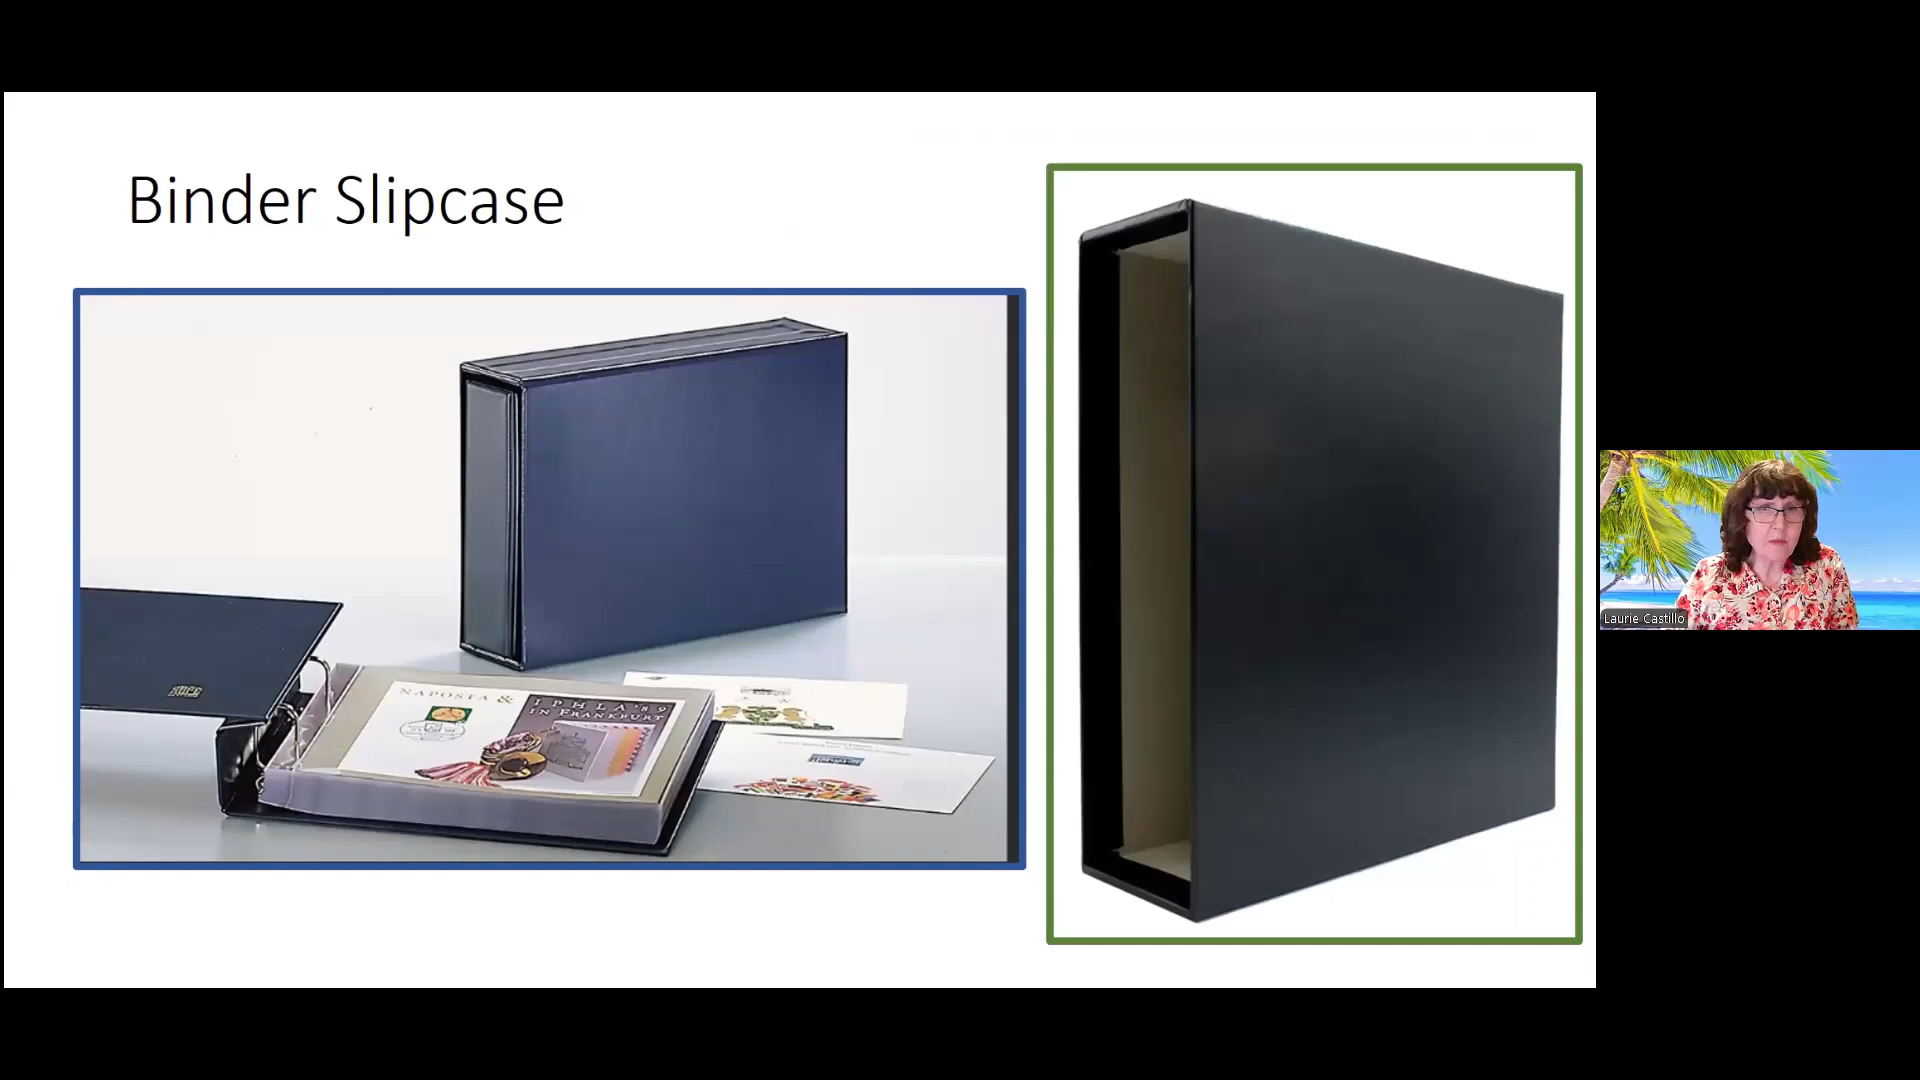 Binder Slipcase
NAPOSTA &
IPHLA'89
IN FRANKFURT
Laurie Castillo